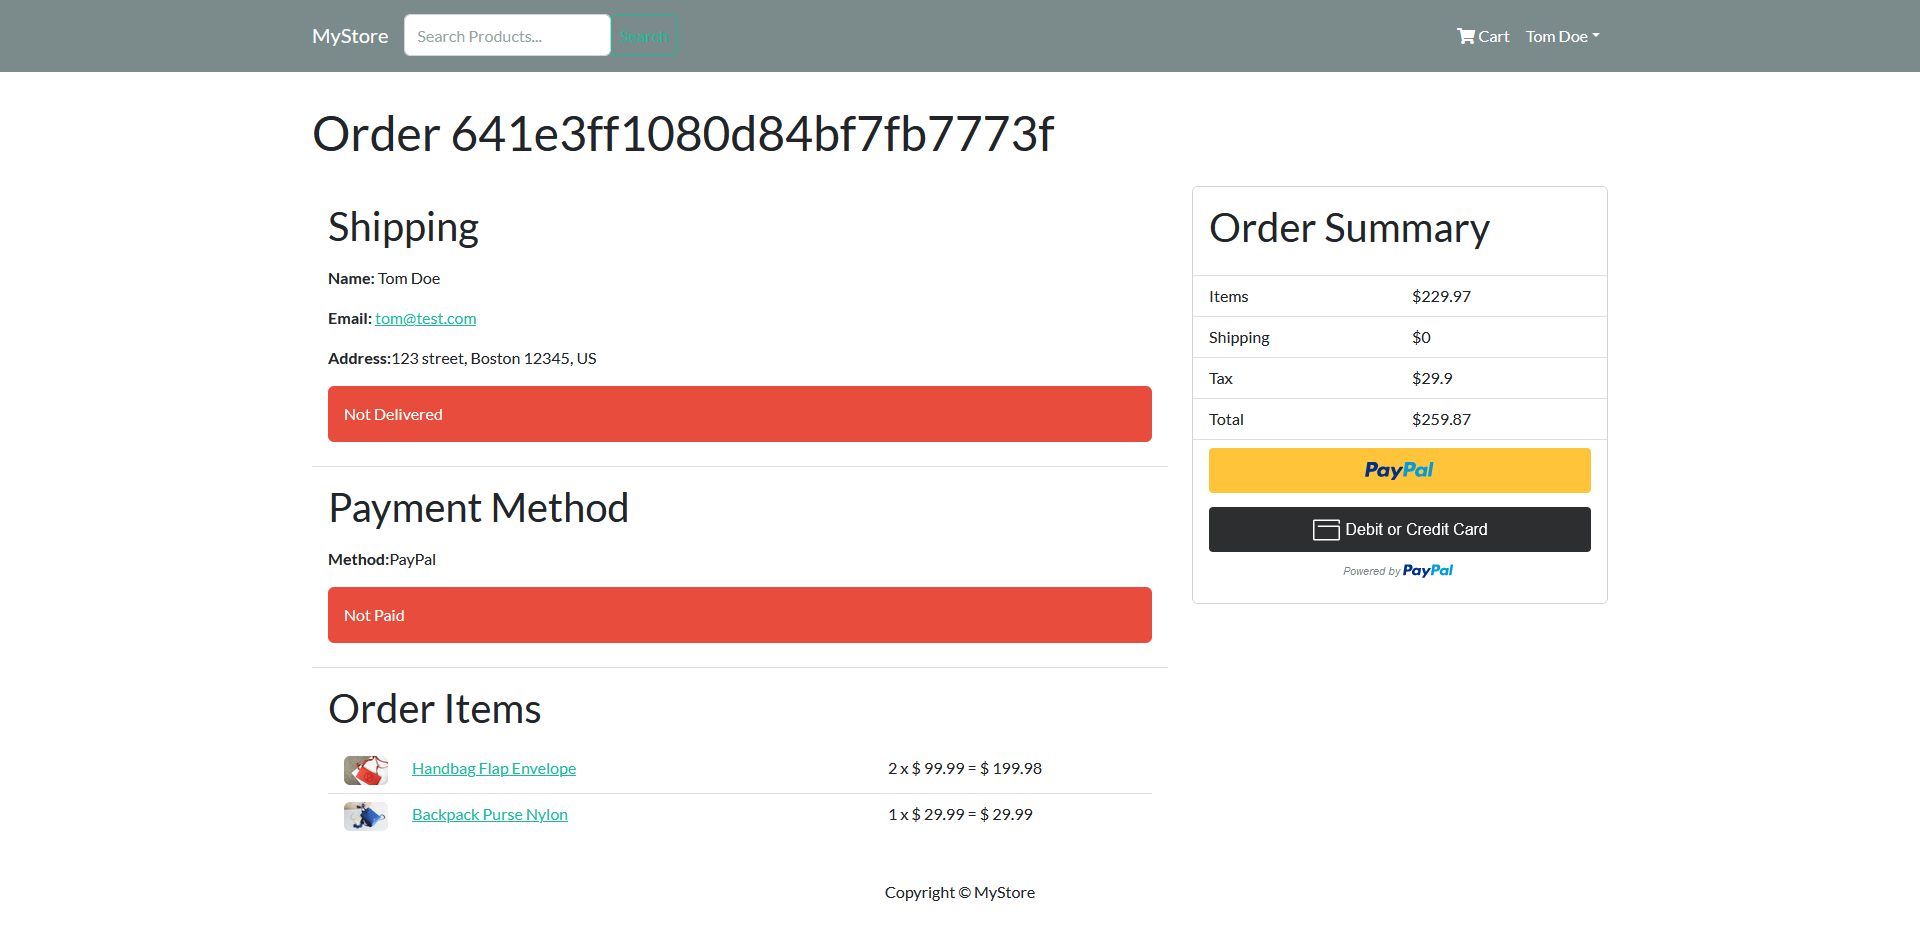 MyStore
Search Products...
Search
Cart
Tom Doe
Order 641e3ff1080d84bf7fb7773f
Shipping
Name: Tom Doe
Email: tom@test.com
Address:123 street, Boston 12345, US
Not Delivered
Payment Method
Method:PayPal
Not Paid
Order Items
Handbag Flap Envelope 2 x $ 99.99 = $ 199.98
Backpack Purse Nylon 1 x $ 29.99 = $ 29.99
Order Summary
Items $229.97
Shipping $0
Tax $29.9
Total $259.87
PayPal
Debit or Credit Card
Powered by PayPal
Copyright © MyStore